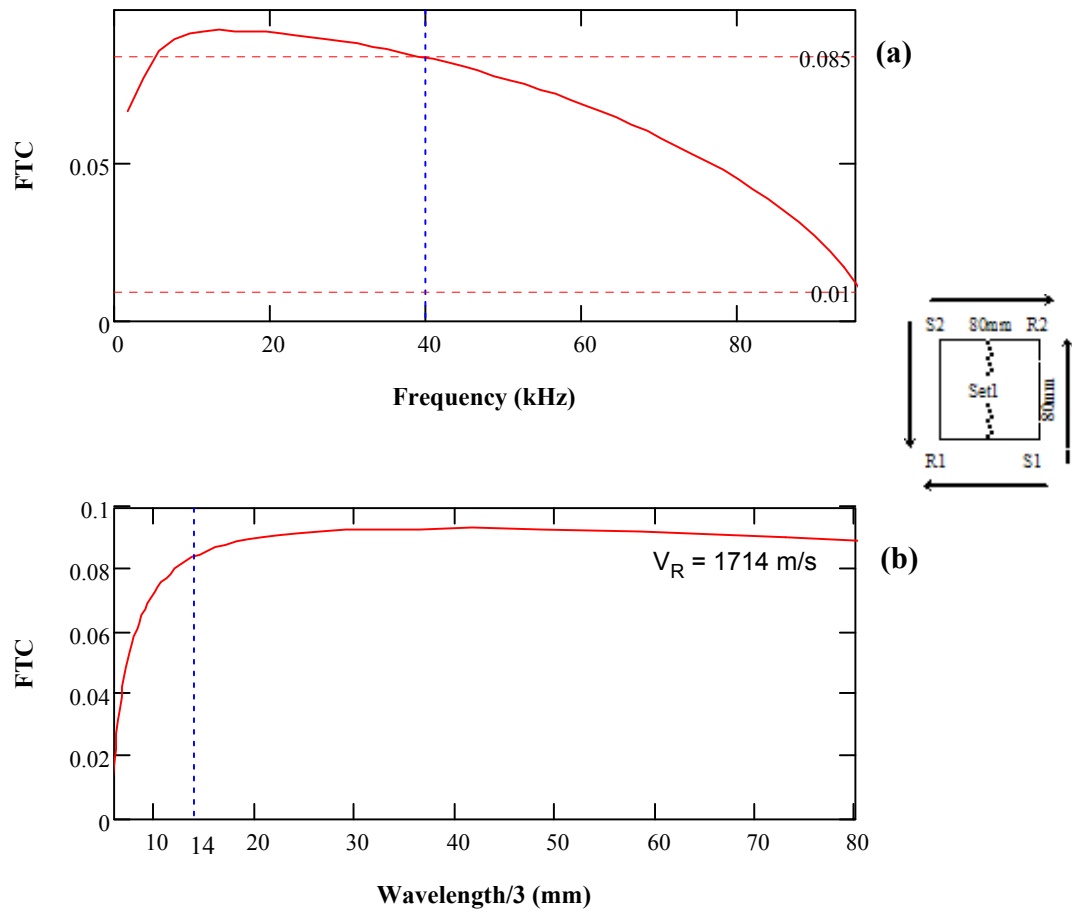 (a)
FTC
0.085
0.05
0.01
0
0 20 40 60 80
Frequency (kHz)
S2 80mm R2
Set1
80mm
R1 S1
(b)
FTC
0.1
0.08
0.06
0.04
0.02
0
V_R = 1714 m/s
10 14 20 30 40 50 60 70 80
Wavelength/3 (mm)